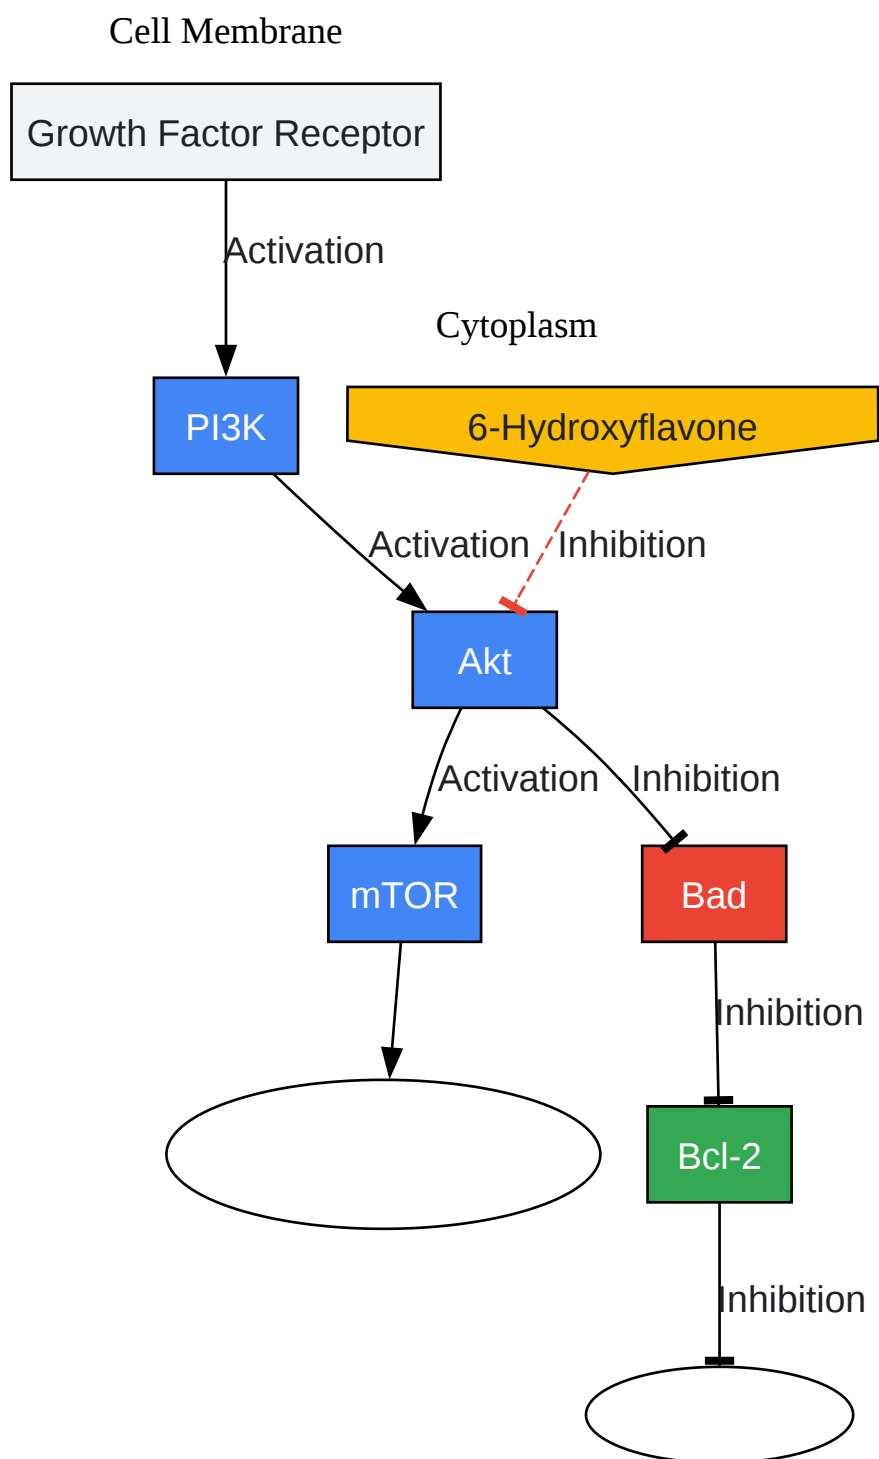 Cell Membrane
Growth Factor Receptor
Activation
Cytoplasm
PI3K
6-Hydroxyflavone
Activation
Inhibition
Akt
Activation
Inhibition
mTOR
Bad
Inhibition
Bcl-2
Inhibition